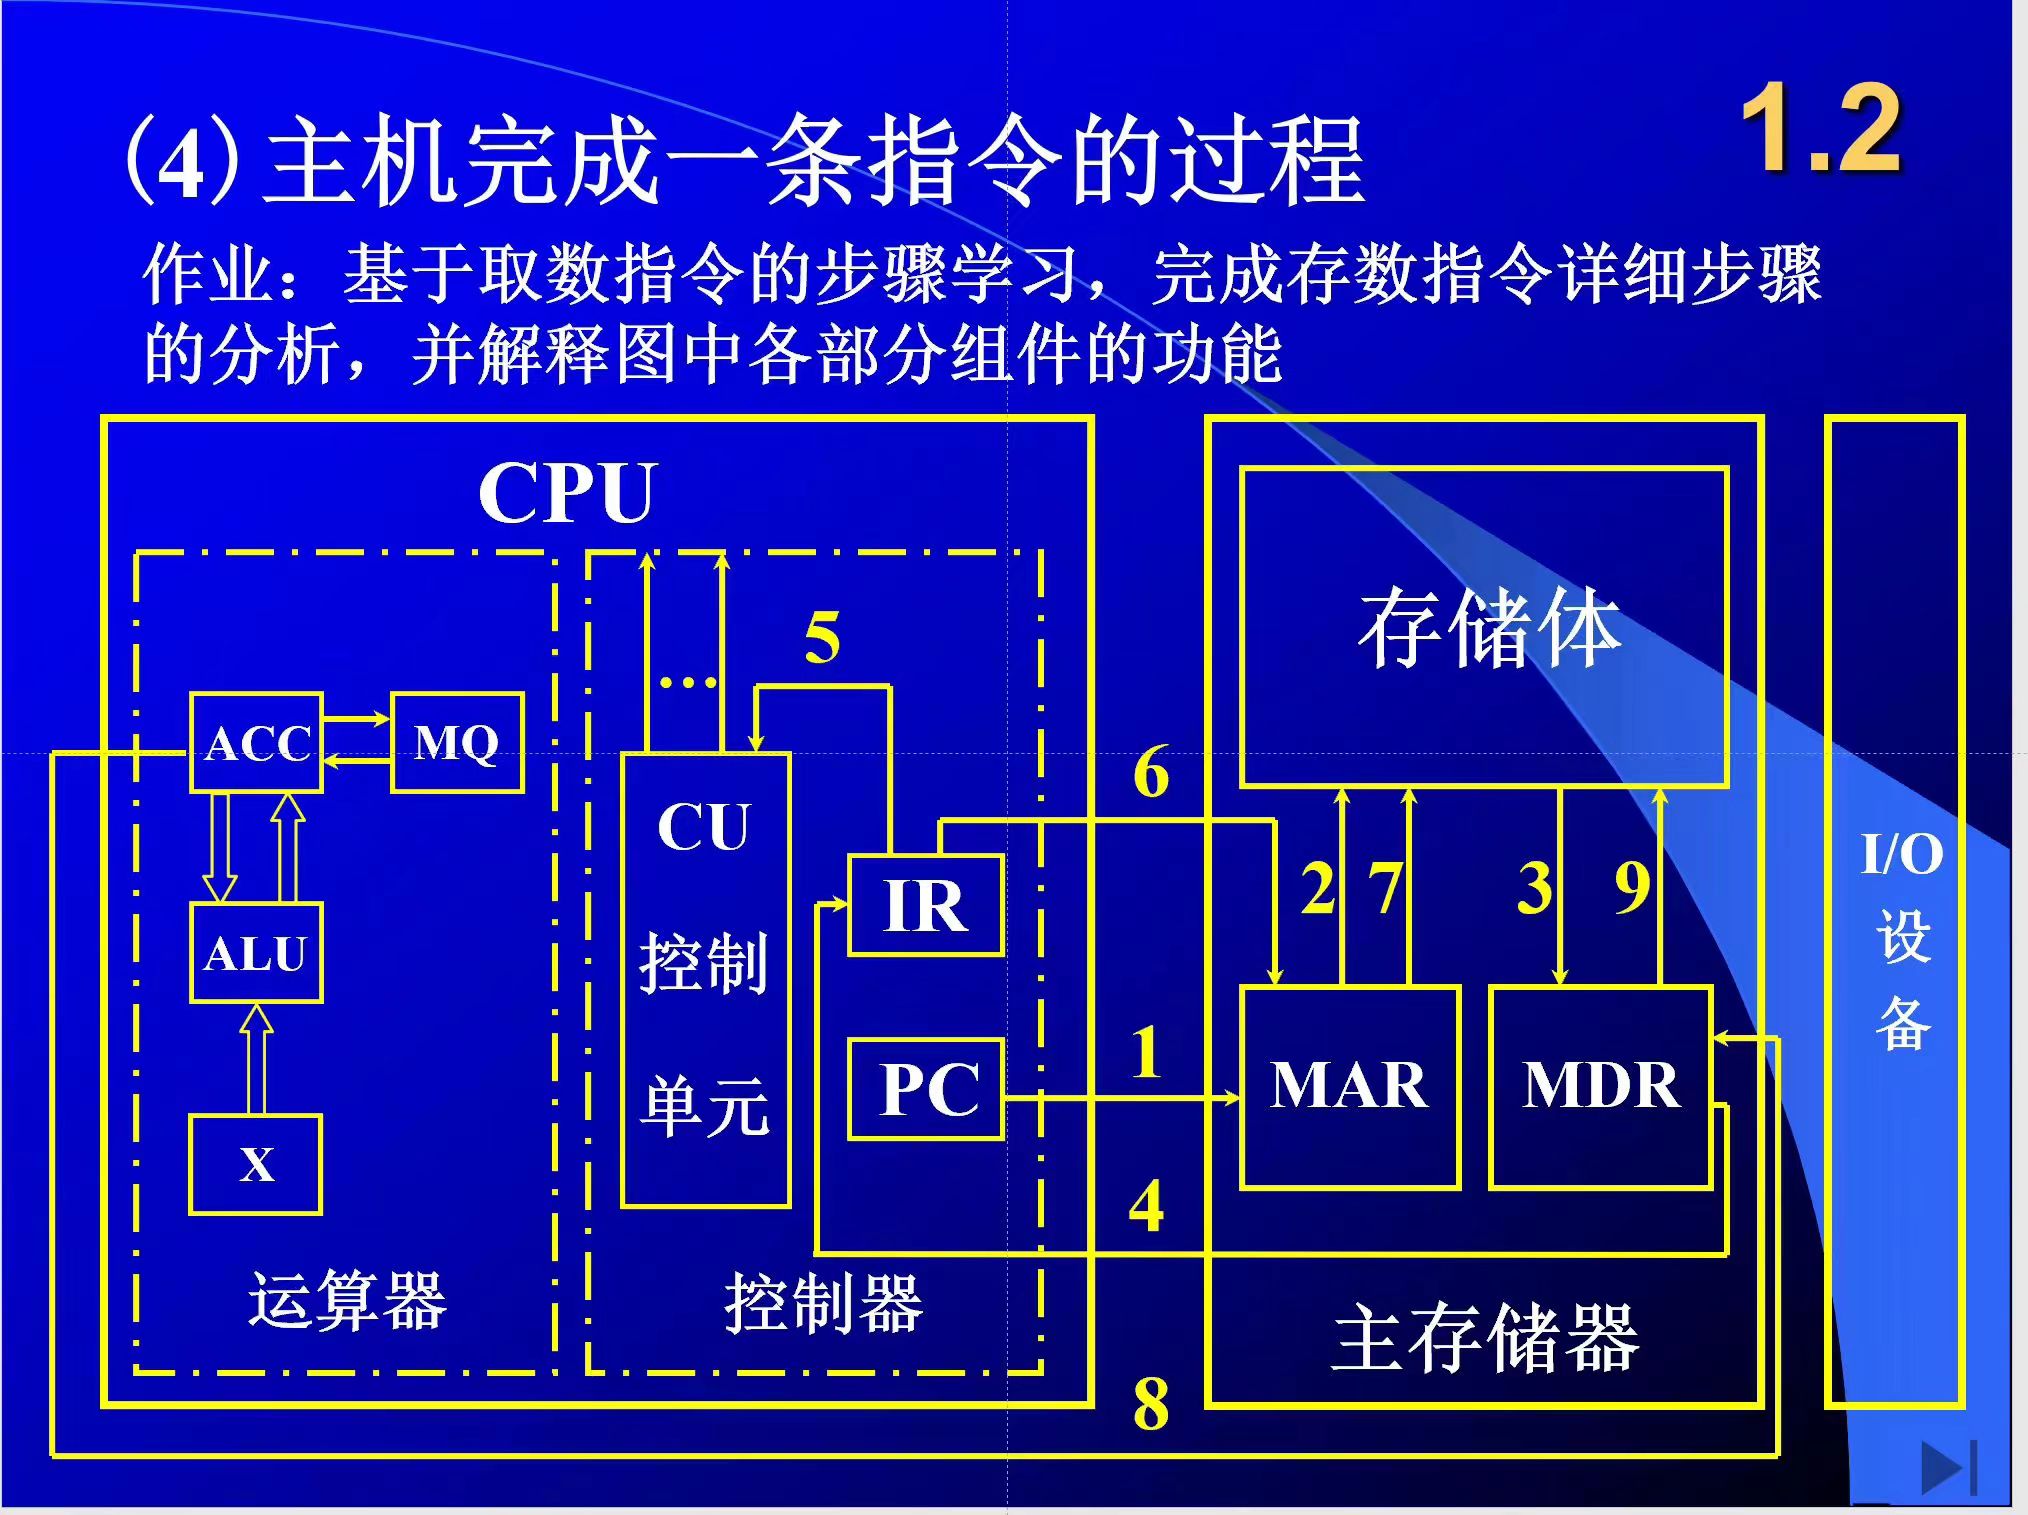 (4)主机完成一条指令的过程
1.2
作业：基于取数指令的步骤学习，完成存数指令详细步骤
的分析，并解释图中各部分组件的功能
CPU
ACC
MQ
ALU
X
运算器
…
5
CU
控制
单元
IR
PC
控制器
6
1
4
8
存储体
2
7
3
9
MAR
MDR
主存储器
I/O
设
备